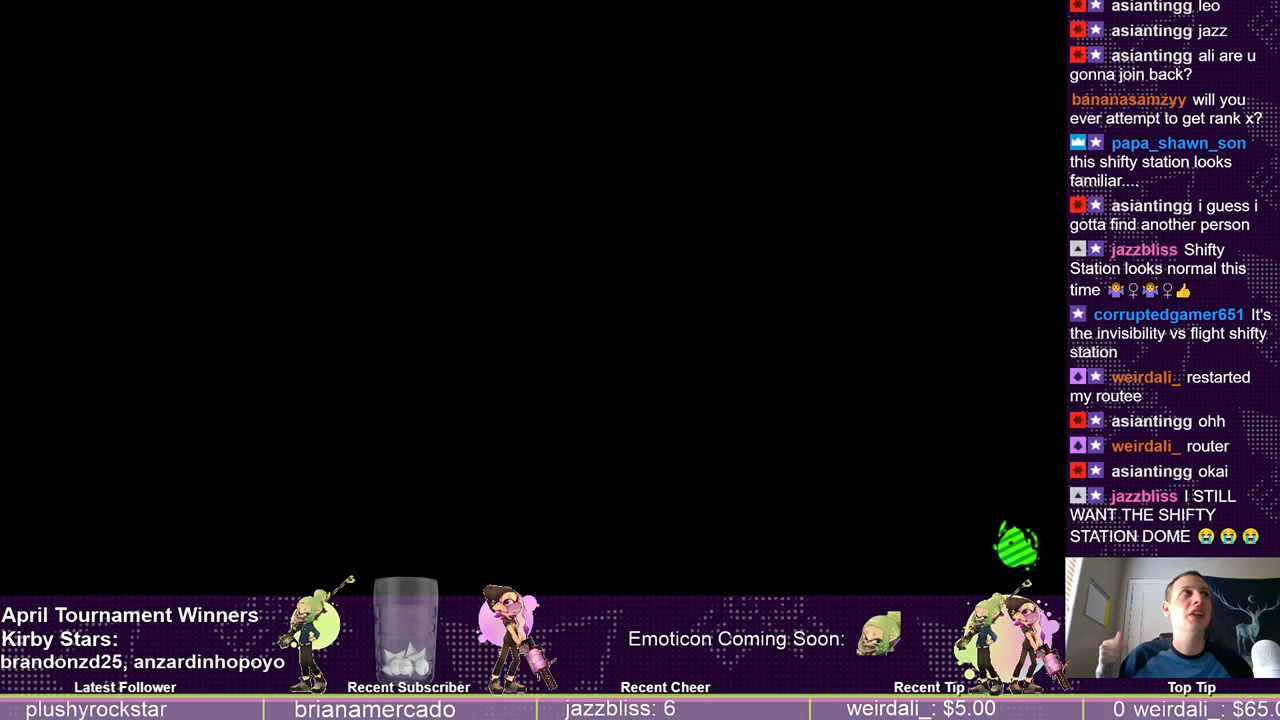 asiantingg leo
asiantingg jazz
asiantingg ali are u
gonna join back?
bananasamzyy will you
ever attempt to get rank x?
papa_shawn_son
this shifty station looks
familiar....
asiantingg i guess i
gotta find another person
jazzbliss Shifty
Station looks normal this
time 🤷‍♀🤷‍♀👍
corruptedgamer651 It's
the invisibility vs flight shifty
station
weirdali_ restarted
my routee
asiantingg ohh
weirdali_ router
asiantingg okai
jazzbliss I STILL
WANT THE SHIFTY
STATION DOME 😭😭😭
April Tournament Winners
Kirby Stars:
brandonzd25, anzardinhopoyo
Emoticon Coming Soon:
Latest Follower
Recent Subscriber
Recent Cheer
Recent Tip
Top Tip
plushyrockstar
brianamercado
jazzbliss: 6
weirdali_: $5.00
0 weirdali_: $65.0